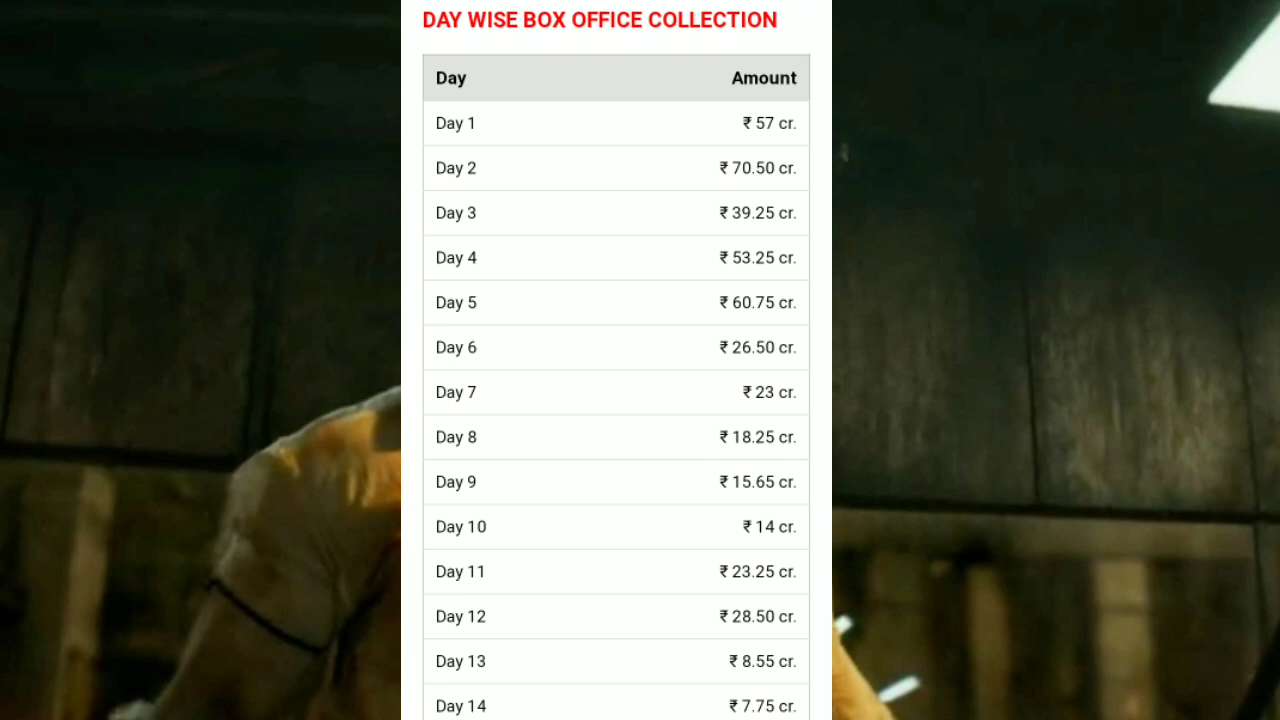 DAY WISE BOX OFFICE COLLECTION
Day Amount
Day 1 ₹ 57 cr.
Day 2 ₹ 70.50 cr.
Day 3 ₹ 39.25 cr.
Day 4 ₹ 53.25 cr.
Day 5 ₹ 60.75 cr.
Day 6 ₹ 26.50 cr.
Day 7 ₹ 23 cr.
Day 8 ₹ 18.25 cr.
Day 9 ₹ 15.65 cr.
Day 10 ₹ 14 cr.
Day 11 ₹ 23.25 cr.
Day 12 ₹ 28.50 cr.
Day 13 ₹ 8.55 cr.
Day 14 ₹ 7.75 cr.